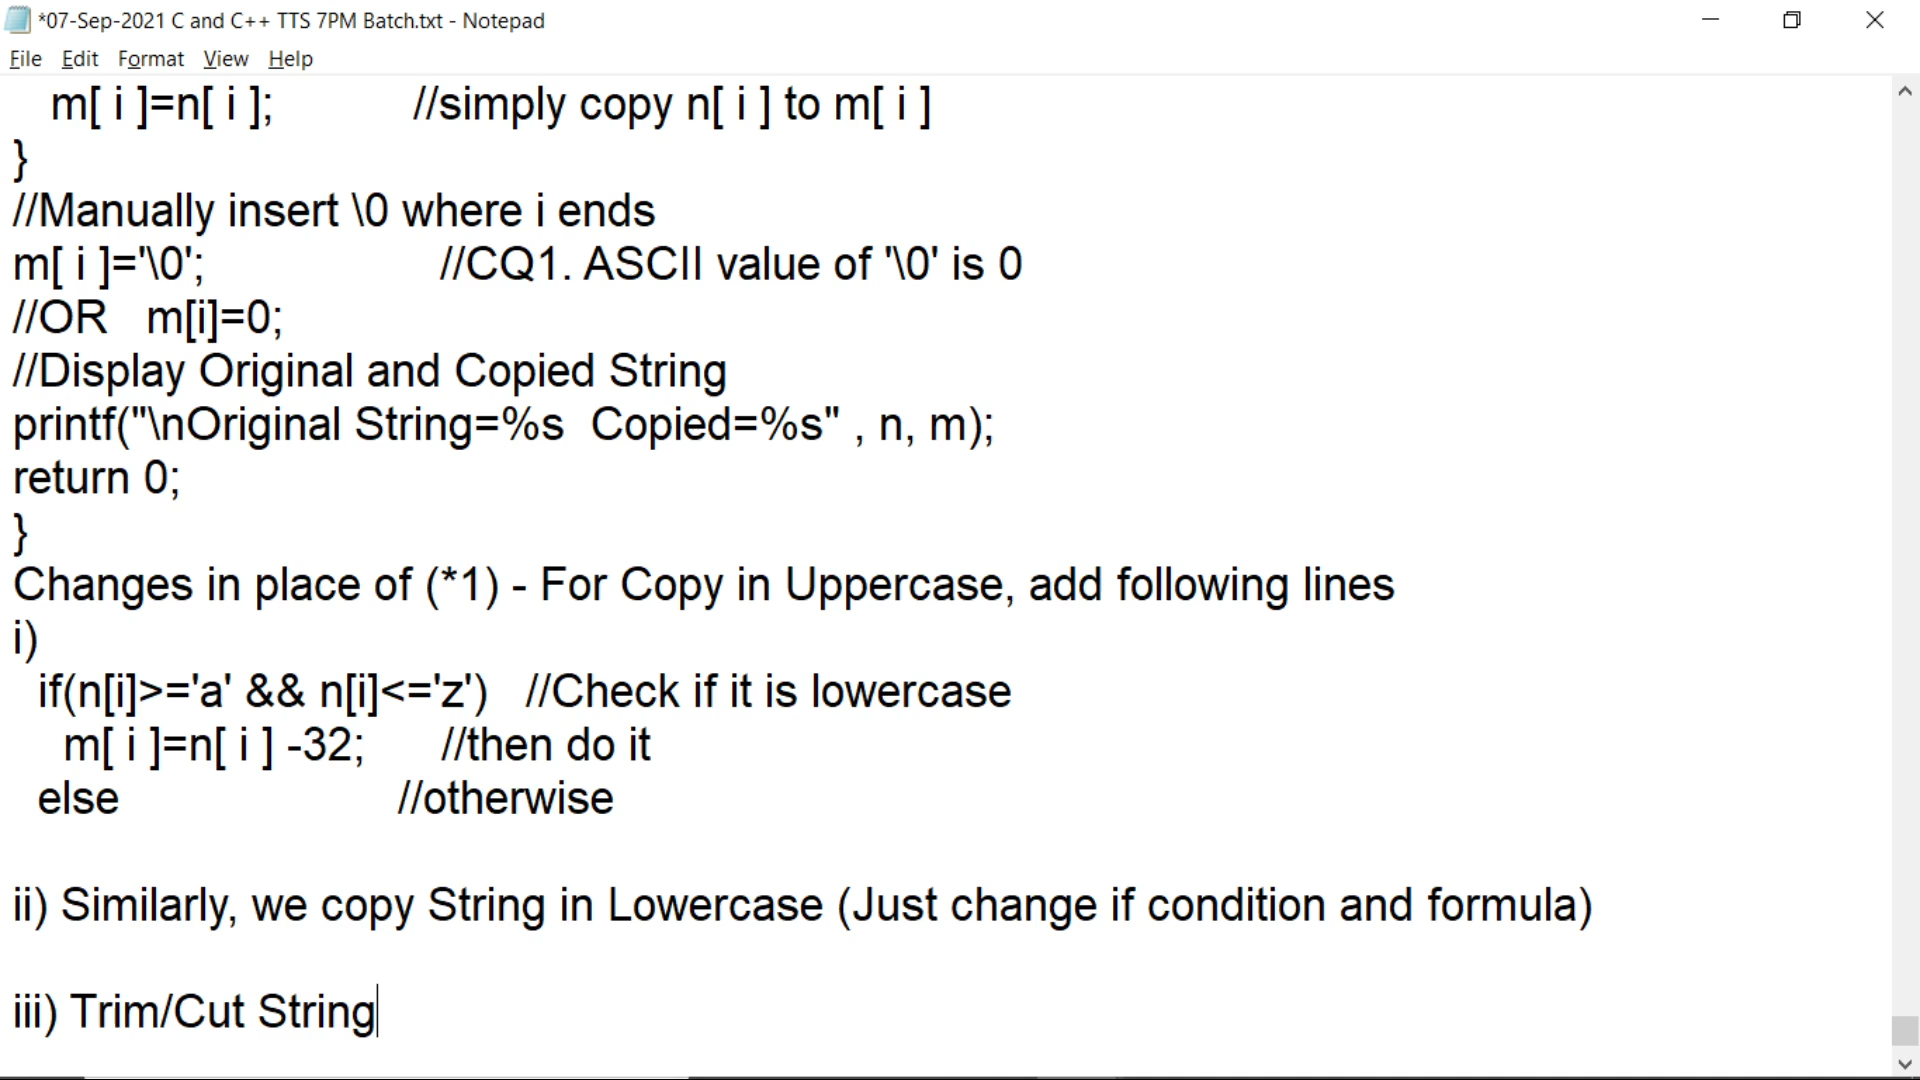 *07-Sep-2021 C and C++ TTS 7PM Batch.txt - Notepad
File Edit Format View Help
m[ i ]=n[ i ]; //simply copy n[ i ] to m[ i ]
}
//Manually insert \0 where i ends
m[ i ]='\0'; //CQ1. ASCII value of '\0' is 0
//OR m[i]=0;
//Display Original and Copied String
printf("\nOriginal String=%s Copied=%s" , n, m);
return 0;
}
Changes in place of (*1) - For Copy in Uppercase, add following lines
i)
if(n[i]>='a' && n[i]<='z') //Check if it is lowercase
m[ i ]=n[ i ] -32; //then do it
else //otherwise
ii) Similarly, we copy String in Lowercase (Just change if condition and formula)
iii) Trim/Cut String